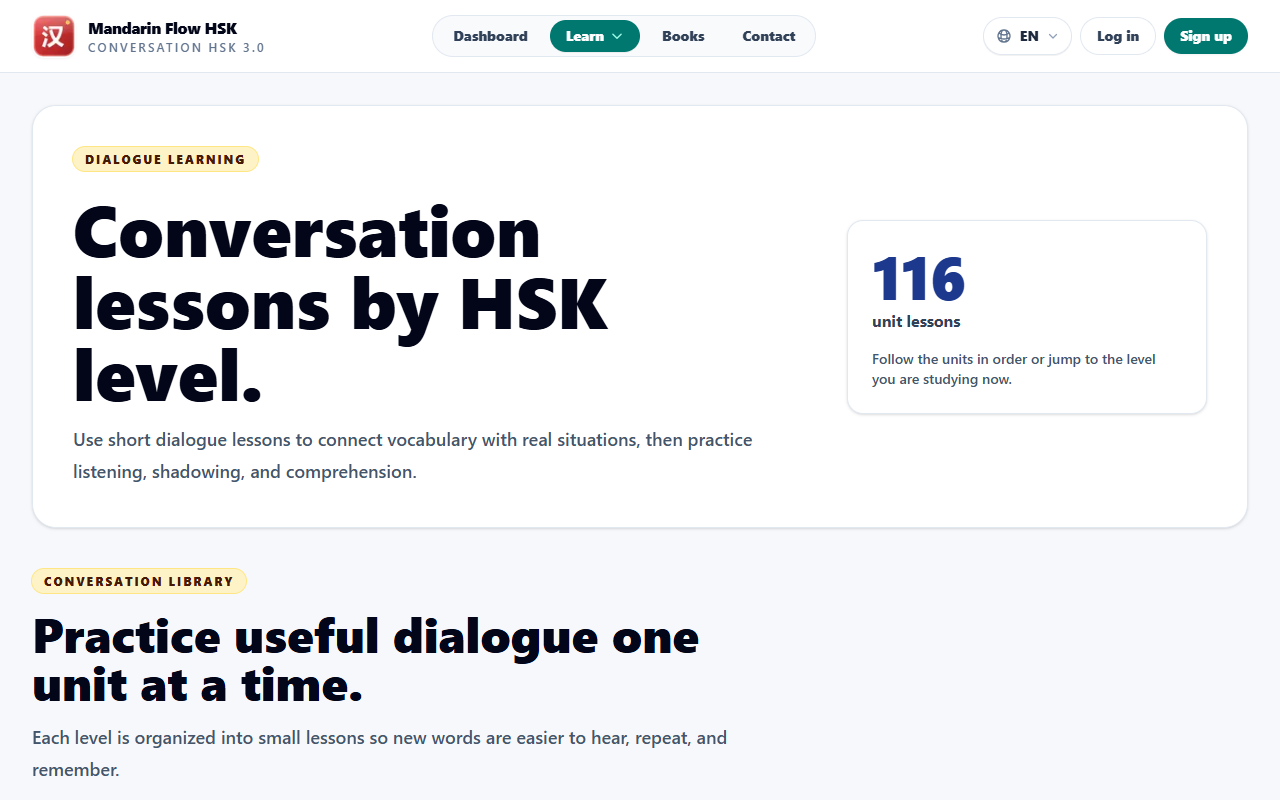 汉
Mandarin Flow HSK
CONVERSATION HSK 3.0
Dashboard
Learn
Books
Contact
EN
Log in
Sign up
DIALOGUE LEARNING
Conversation
lessons by HSK
level.
Use short dialogue lessons to connect vocabulary with real situations, then practice
listening, shadowing, and comprehension.
116
unit lessons
Follow the units in order or jump to the level
you are studying now.
CONVERSATION LIBRARY
Practice useful dialogue one
unit at a time.
Each level is organized into small lessons so new words are easier to hear, repeat, and
remember.